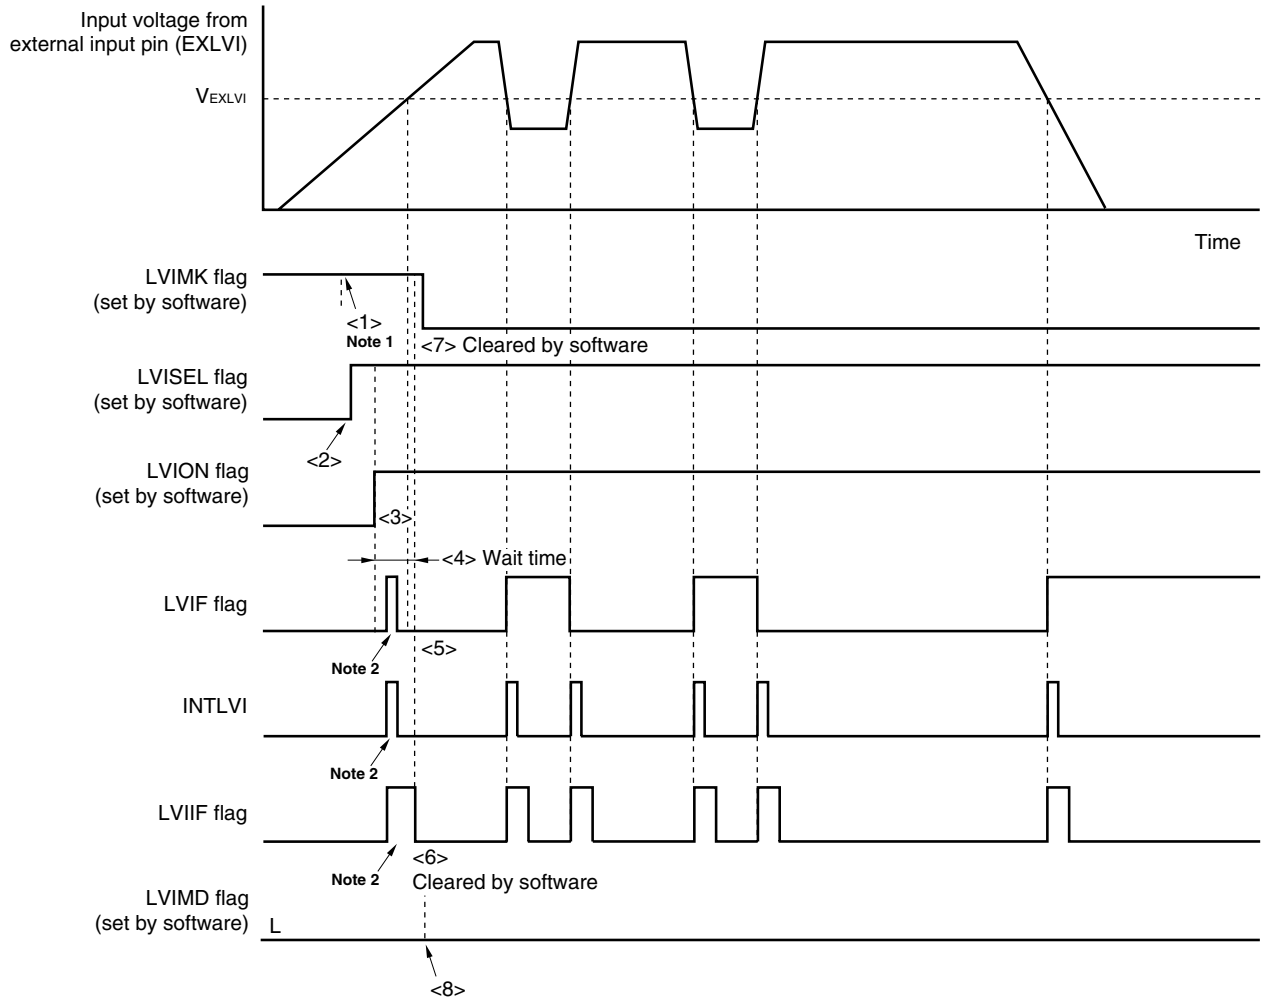 Input voltage from
external input pin (EXLVI)
VEXLVI
Time
LVIMK flag
(set by software)
<1>
Note 1
<7> Cleared by software
LVISEL flag
(set by software)
<2>
LVION flag
(set by software)
<3>
<4> Wait time
LVIF flag
<5>
Note 2
INTLVI
Note 2
LVIIF flag
<6>
Note 2
Cleared by software
LVIMD flag
(set by software)
L
<8>